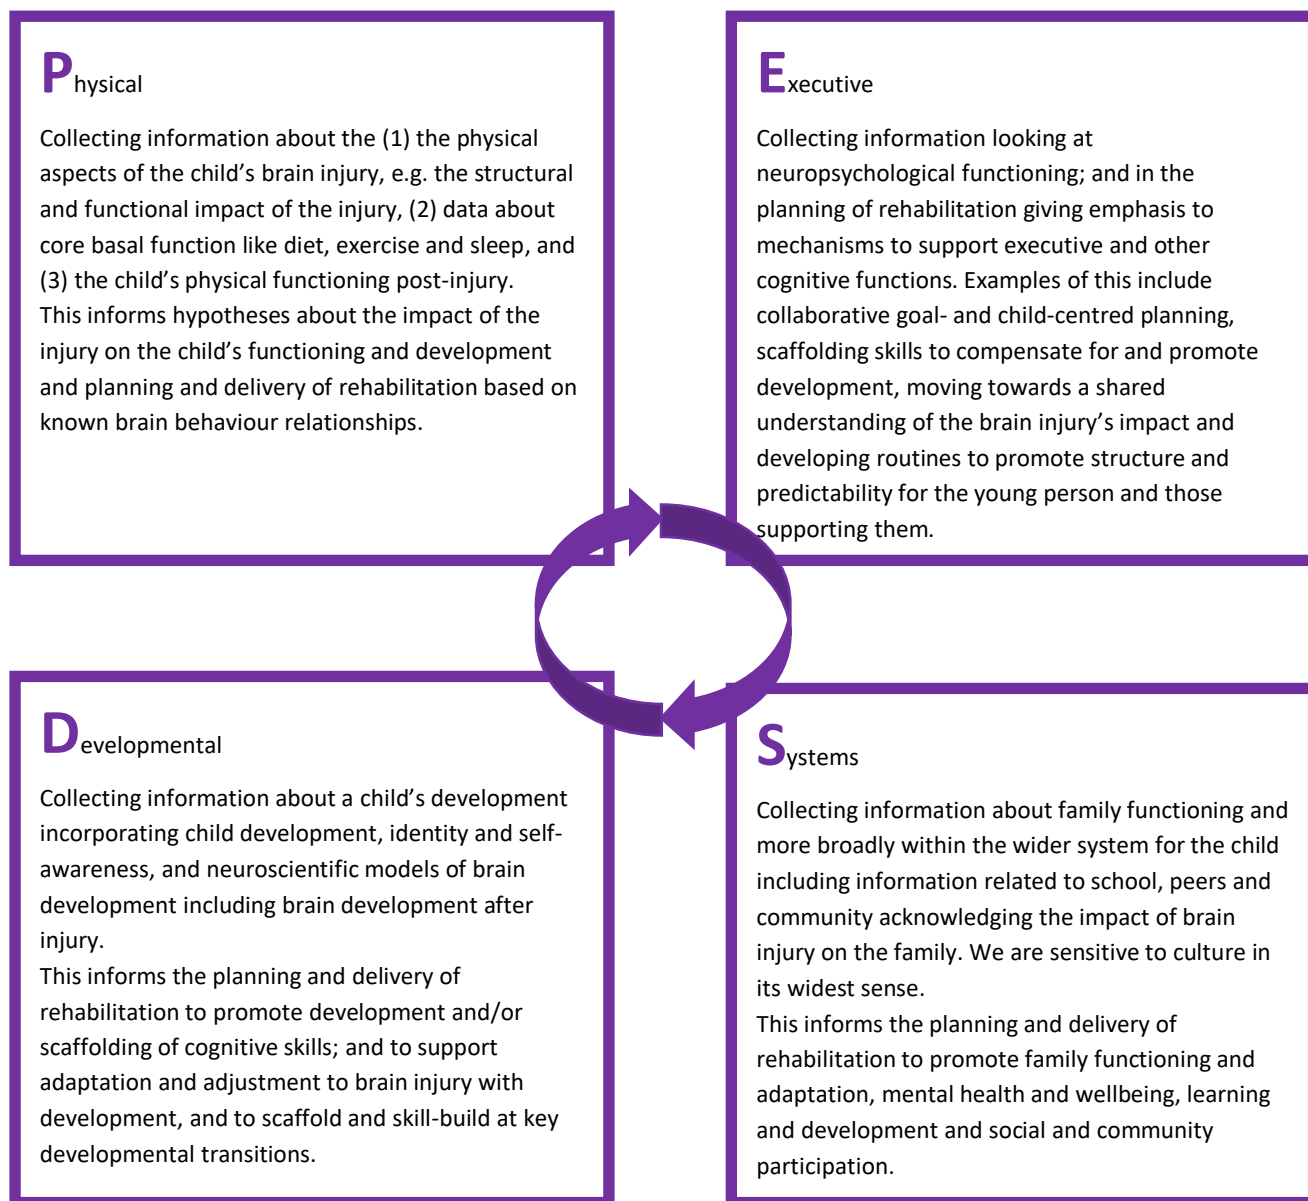 Physical
Collecting information about the (1) the physical
aspects of the child’s brain injury, e.g. the structural
and functional impact of the injury, (2) data about
core basal function like diet, exercise and sleep, and
(3) the child’s physical functioning post-injury.
This informs hypotheses about the impact of the
injury on the child’s functioning and development
and planning and delivery of rehabilitation based on
known brain behaviour relationships.
Executive
Collecting information looking at
neuropsychological functioning; and in the
planning of rehabilitation giving emphasis to
mechanisms to support executive and other
cognitive functions. Examples of this include
collaborative goal- and child-centred planning,
scaffolding skills to compensate for and promote
development, moving towards a shared
understanding of the brain injury’s impact and
developing routines to promote structure and
predictability for the young person and those
supporting them.
Developmental
Collecting information about a child’s development
incorporating child development, identity and self-
awareness, and neuroscientific models of brain
development including brain development after
injury.
This informs the planning and delivery of
rehabilitation to promote development and/or
scaffolding of cognitive skills; and to support
adaptation and adjustment to brain injury with
development, and to scaffold and skill-build at key
developmental transitions.
Systems
Collecting information about family functioning and
more broadly within the wider system for the child
including information related to school, peers and
community acknowledging the impact of brain
injury on the family. We are sensitive to culture in
its widest sense.
This informs the planning and delivery of
rehabilitation to promote family functioning and
adaptation, mental health and wellbeing, learning
and development and social and community
participation.